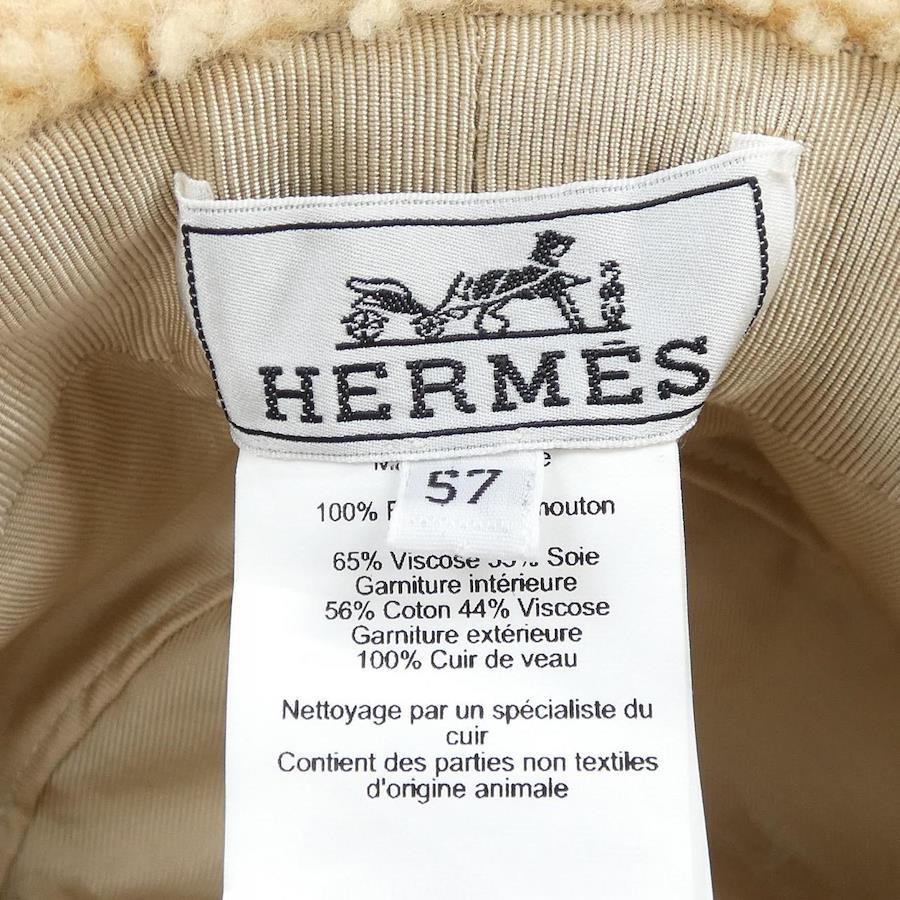 HERMÈS
57
100% mouton
65% Viscose 35% Soie
Garniture intérieure
56% Coton 44% Viscose
Garniture extérieure
100% Cuir de veau
Nettoyage par un spécialiste du
cuir
Contient des parties non textiles
d'origine animale